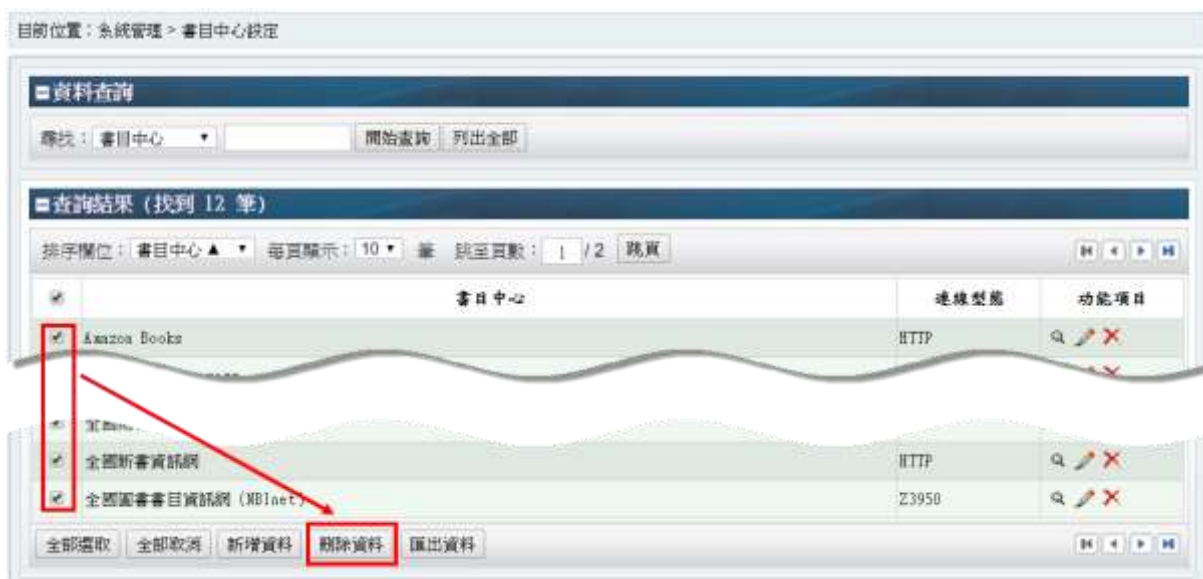 目前位置：系統管理 > 書目中心設定
資料查詢
尋找： 書目中心 開始查詢 列出全部
查詢結果 (找到 12 筆)
排序欄位：書目中心▲ 每頁顯示：10 筆 跳至頁數： 1 / 2 跳頁
書目中心 連線型態 功能項目
Amazon Books HTTP
全國新書資訊網 HTTP
全國圖書書目資訊網 (NBInet) Z3950
全部選取 全部取消 新增資料 刪除資料 匯出資料